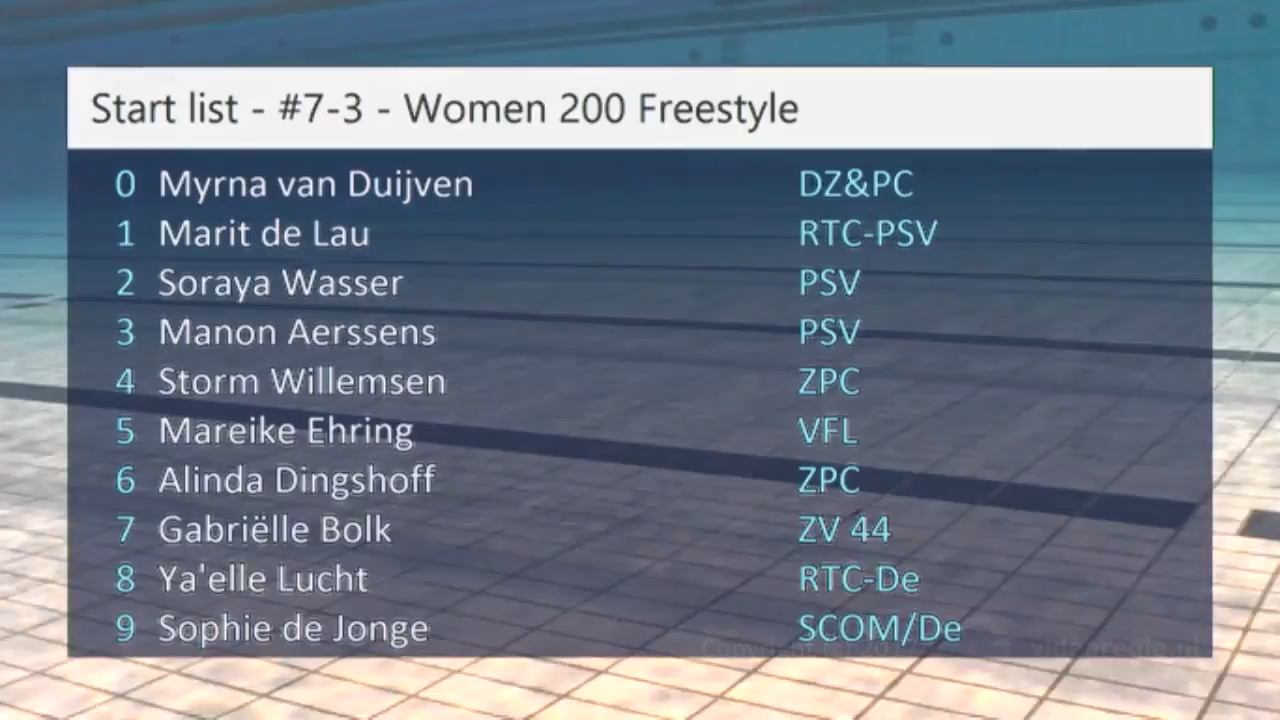 Start list - #7-3 - Women 200 Freestyle
0 Myrna van Duijven DZ&PC
1 Marit de Lau RTC-PSV
2 Soraya Wasser PSV
3 Manon Aerssens PSV
4 Storm Willemsen ZPC
5 Mareike Ehring VFL
6 Alinda Dingshoff ZPC
7 Gabriëlle Bolk ZV 44
8 Ya'elle Lucht RTC-De
9 Sophie de Jonge SCOM/De
Copyright (c)